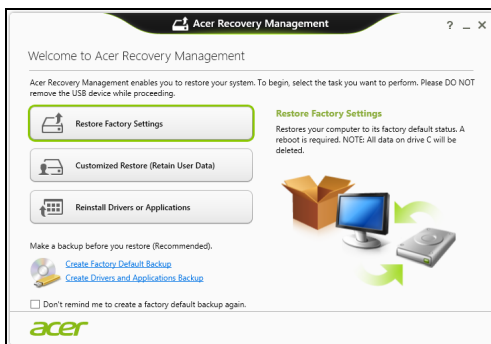 Acer Recovery Management
? _ X
Welcome to Acer Recovery Management
Acer Recovery Management enables you to restore your system. To begin, select the task you want to perform. Please DO NOT
remove the USB device while proceeding.
Restore Factory Settings
Customized Restore (Retain User Data)
Reinstall Drivers or Applications
Restore Factory Settings
Restores your computer to its factory default status. A
reboot is required. NOTE: All data on drive C will be
deleted.
Make a backup before you restore (Recommended).
Create Factory Default Backup
Create Drivers and Applications Backup
Don't remind me to create a factory default backup again.
acer